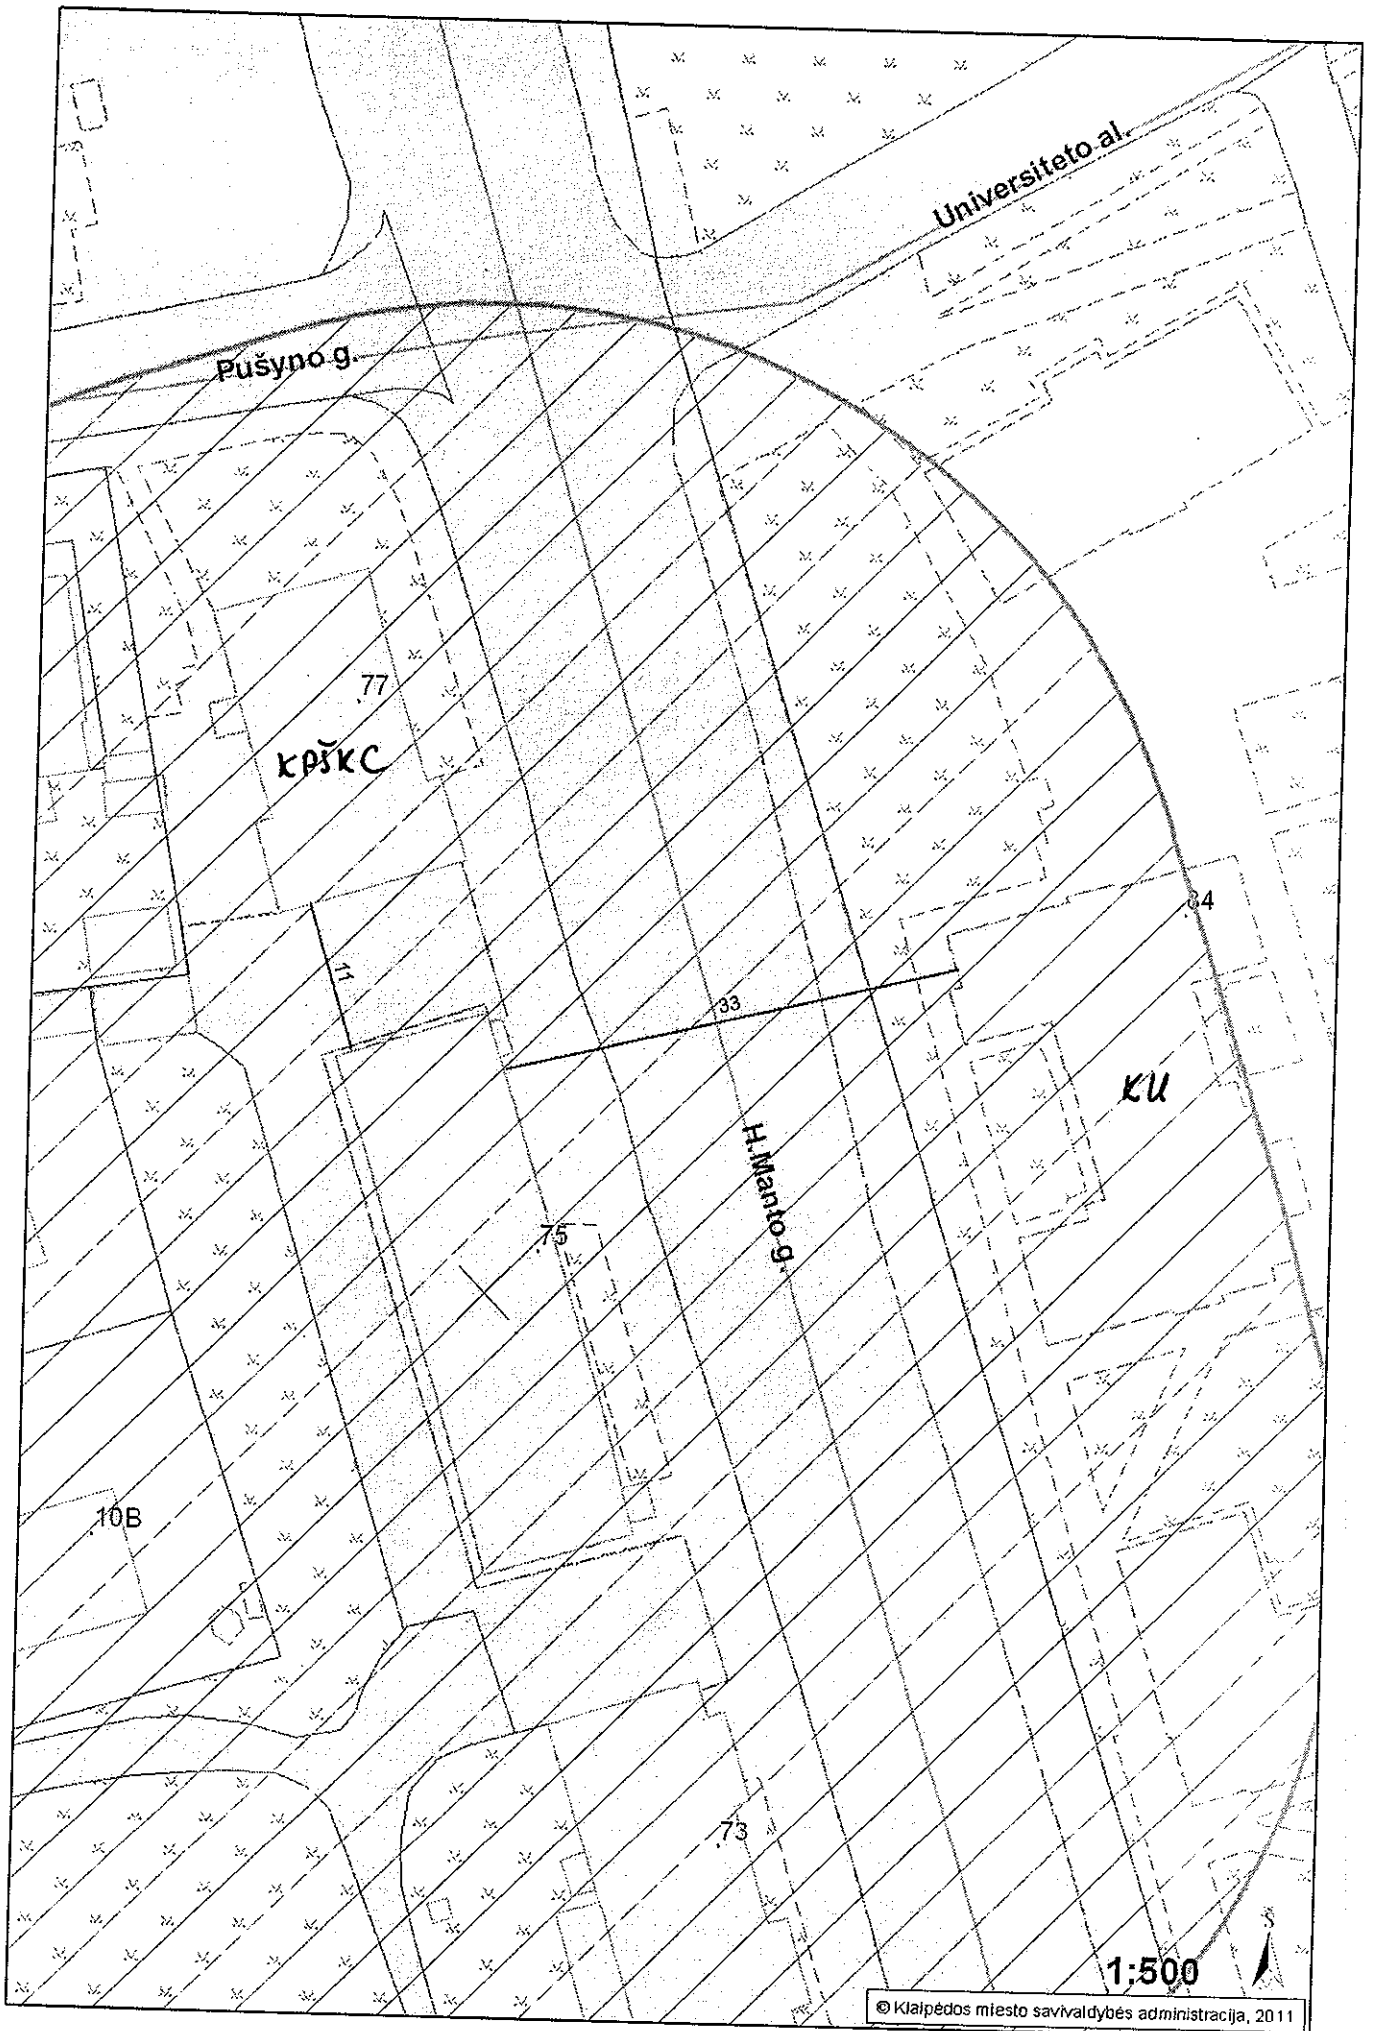 Universiteto al.
Pušyno g.
77
KPŠKC
84
11
33
KU
H.Manto g.
75
10B
73
Š
1:500
© Klaipėdos miesto savivaldybės administracija, 2011